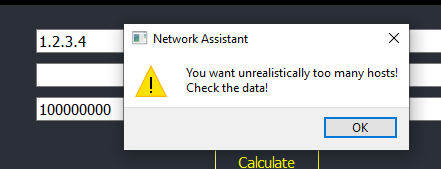 Network Assistant
1.2.3.4
You want unrealistically too many hosts!
Check the data!
100000000
OK
Calculate